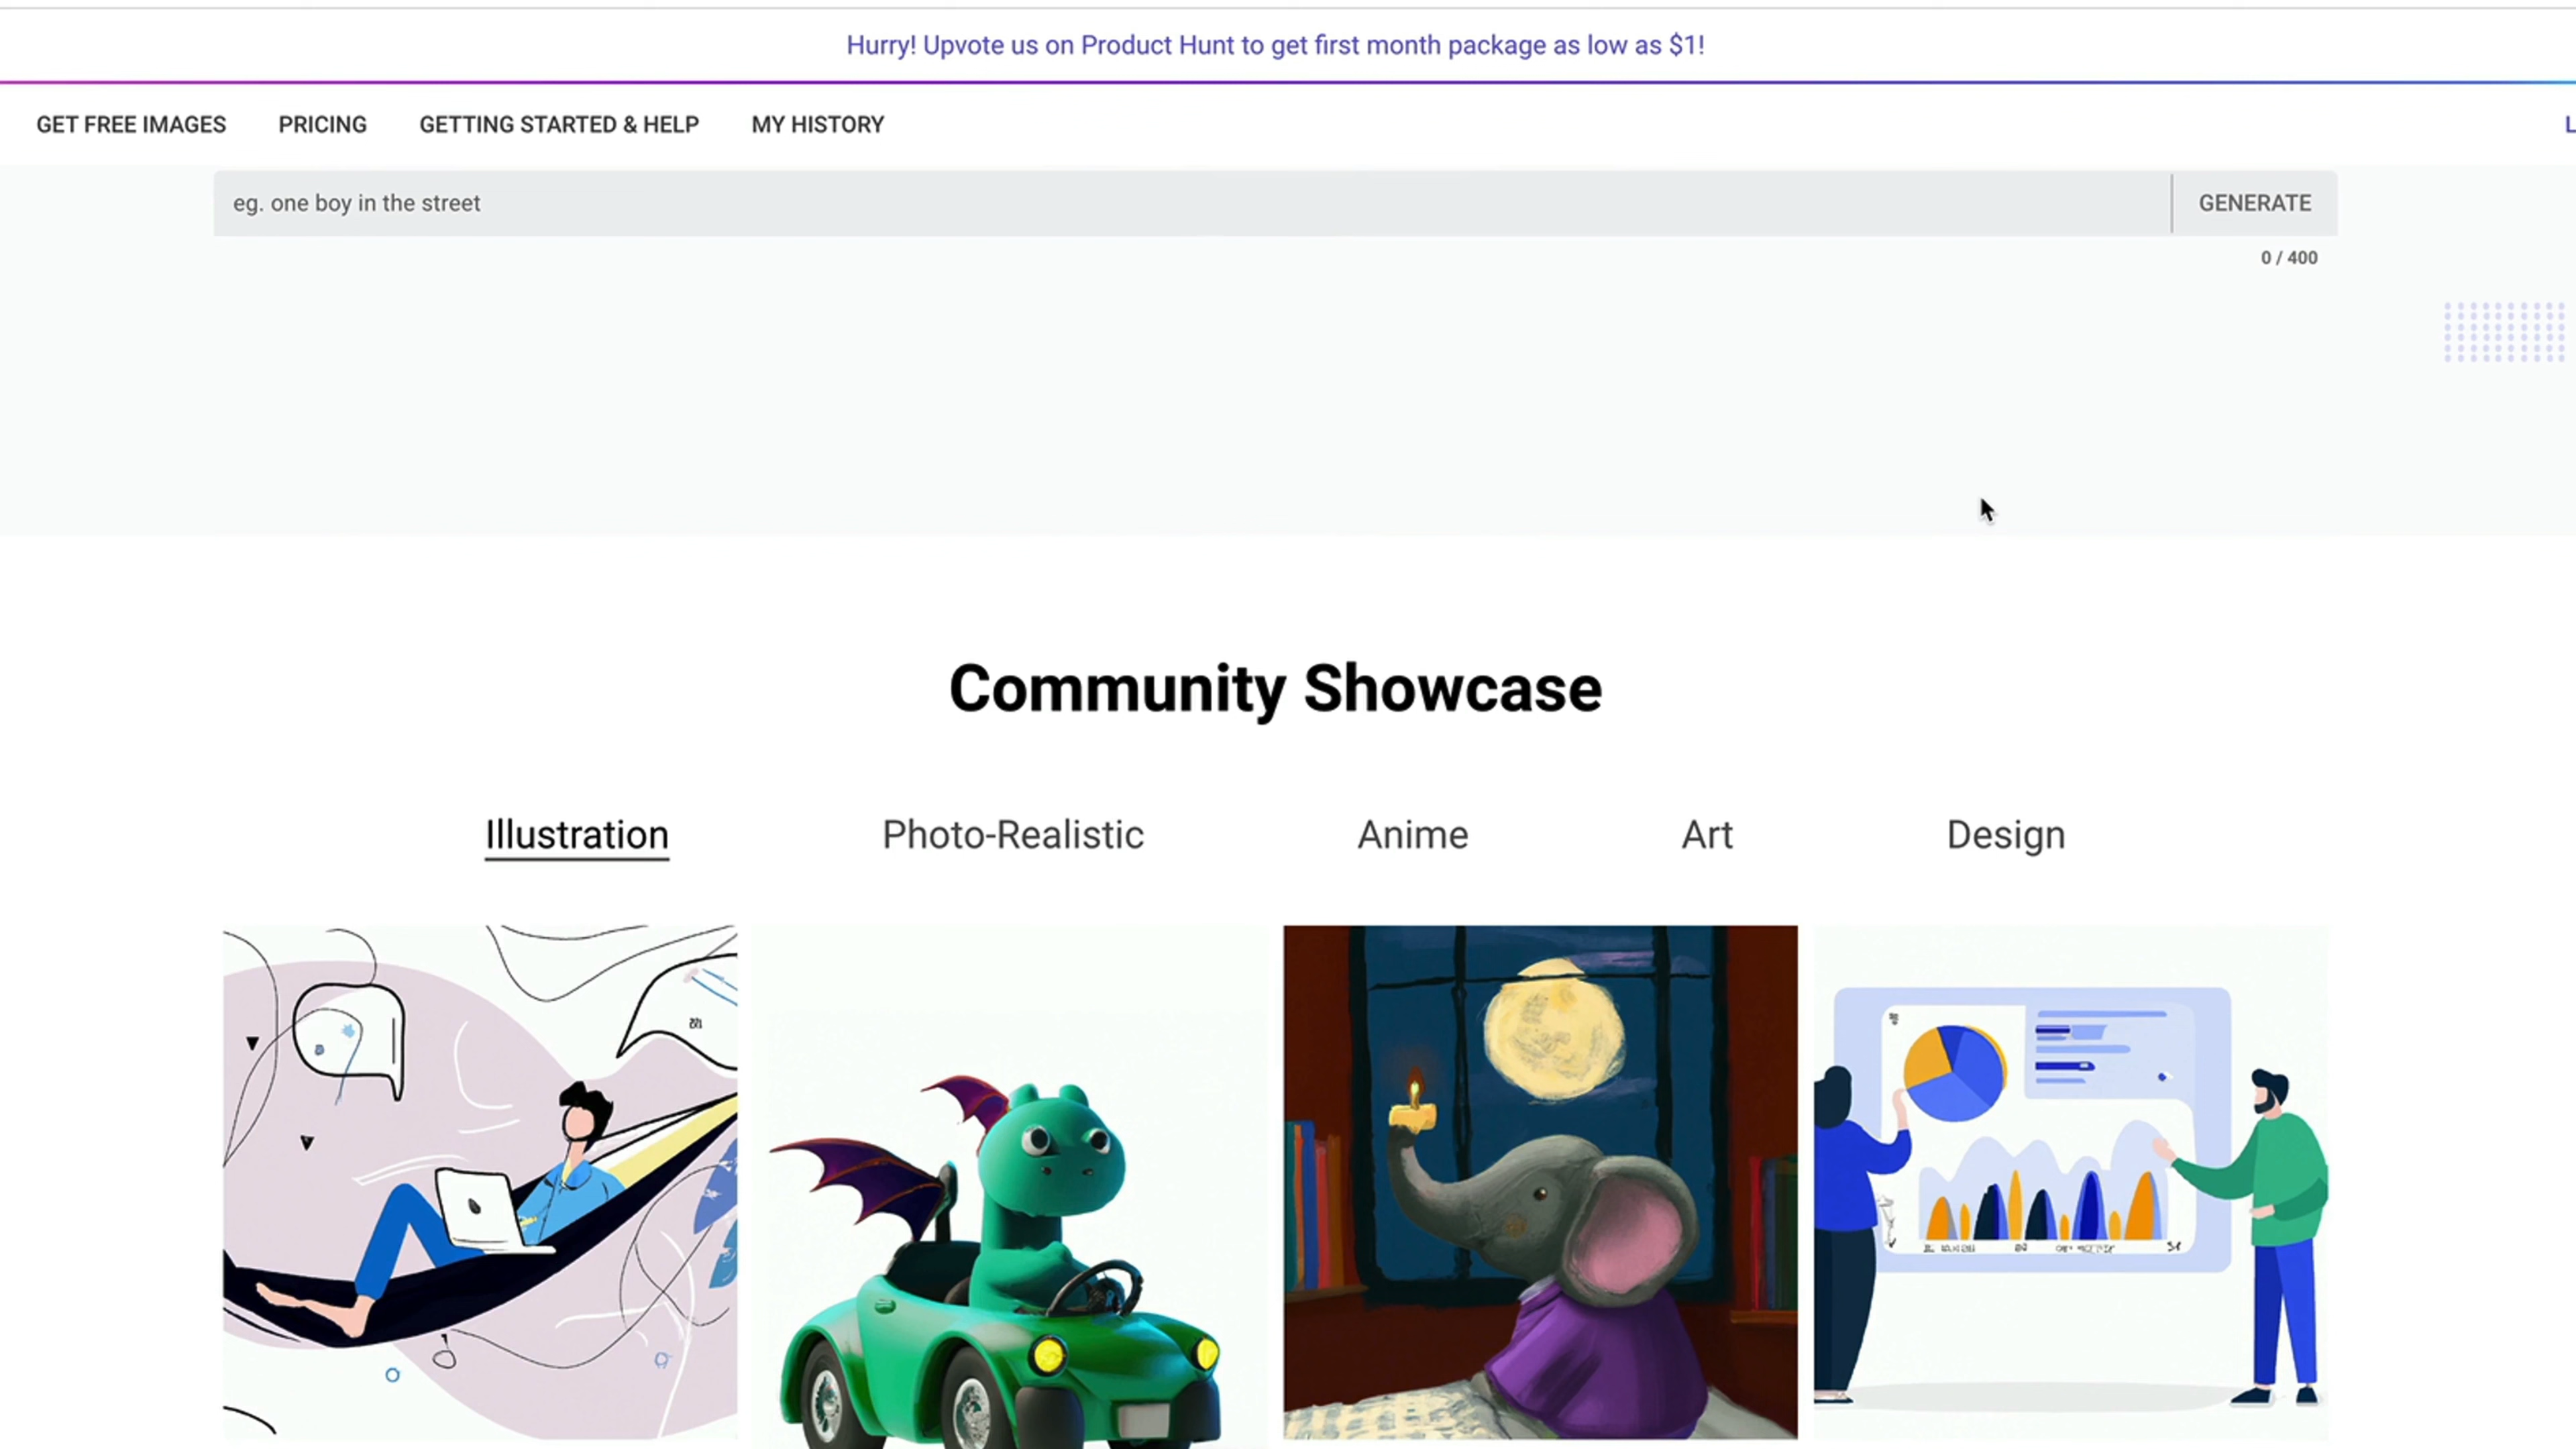 Hurry! Upvote us on Product Hunt to get first month package as low as $1!
GET FREE IMAGES PRICING GETTING STARTED & HELP MY HISTORY
eg. one boy in the street GENERATE
0 / 400
Community Showcase
Illustration Photo-Realistic Anime Art Design